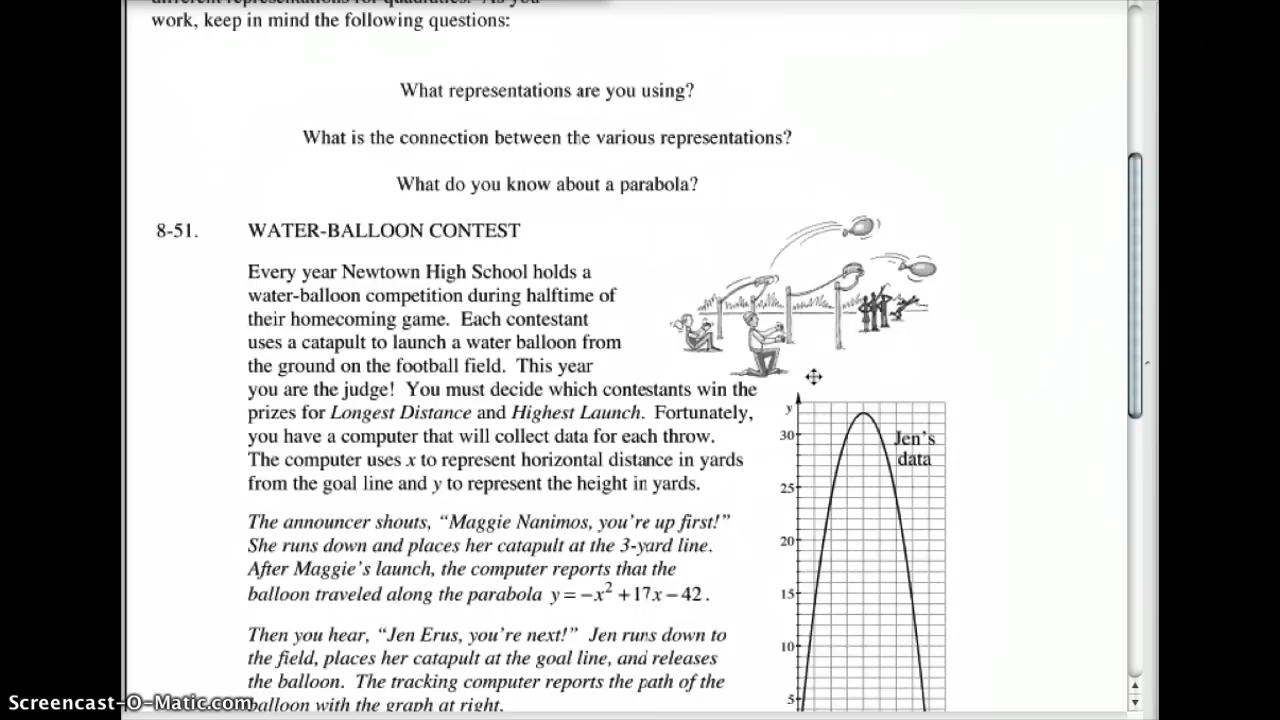 work, keep in mind the following questions:
What representations are you using?
What is the connection between the various representations?
What do you know about a parabola?
8-51. WATER-BALLOON CONTEST
Every year Newtown High School holds a
water-balloon competition during halftime of
their homecoming game. Each contestant
uses a catapult to launch a water balloon from
the ground on the football field. This year
you are the judge! You must decide which contestants win the
prizes for Longest Distance and Highest Launch. Fortunately,
you have a computer that will collect data for each throw.
The computer uses x to represent horizontal distance in yards
from the goal line and y to represent the height in yards.
The announcer shouts, “Maggie Nanimos, you’re up first!”
She runs down and places her catapult at the 3-yard line.
After Maggie’s launch, the computer reports that the
balloon traveled along the parabola y = −x² + 17x − 42.
Then you hear, “Jen Erus, you’re next!” Jen runs down to
the field, places her catapult at the goal line, and releases
the balloon. The tracking computer reports the path of the
balloon with the graph at right.
y
30
Jen’s
data
25
20
15
10
5
Screencast-O-Matic.com